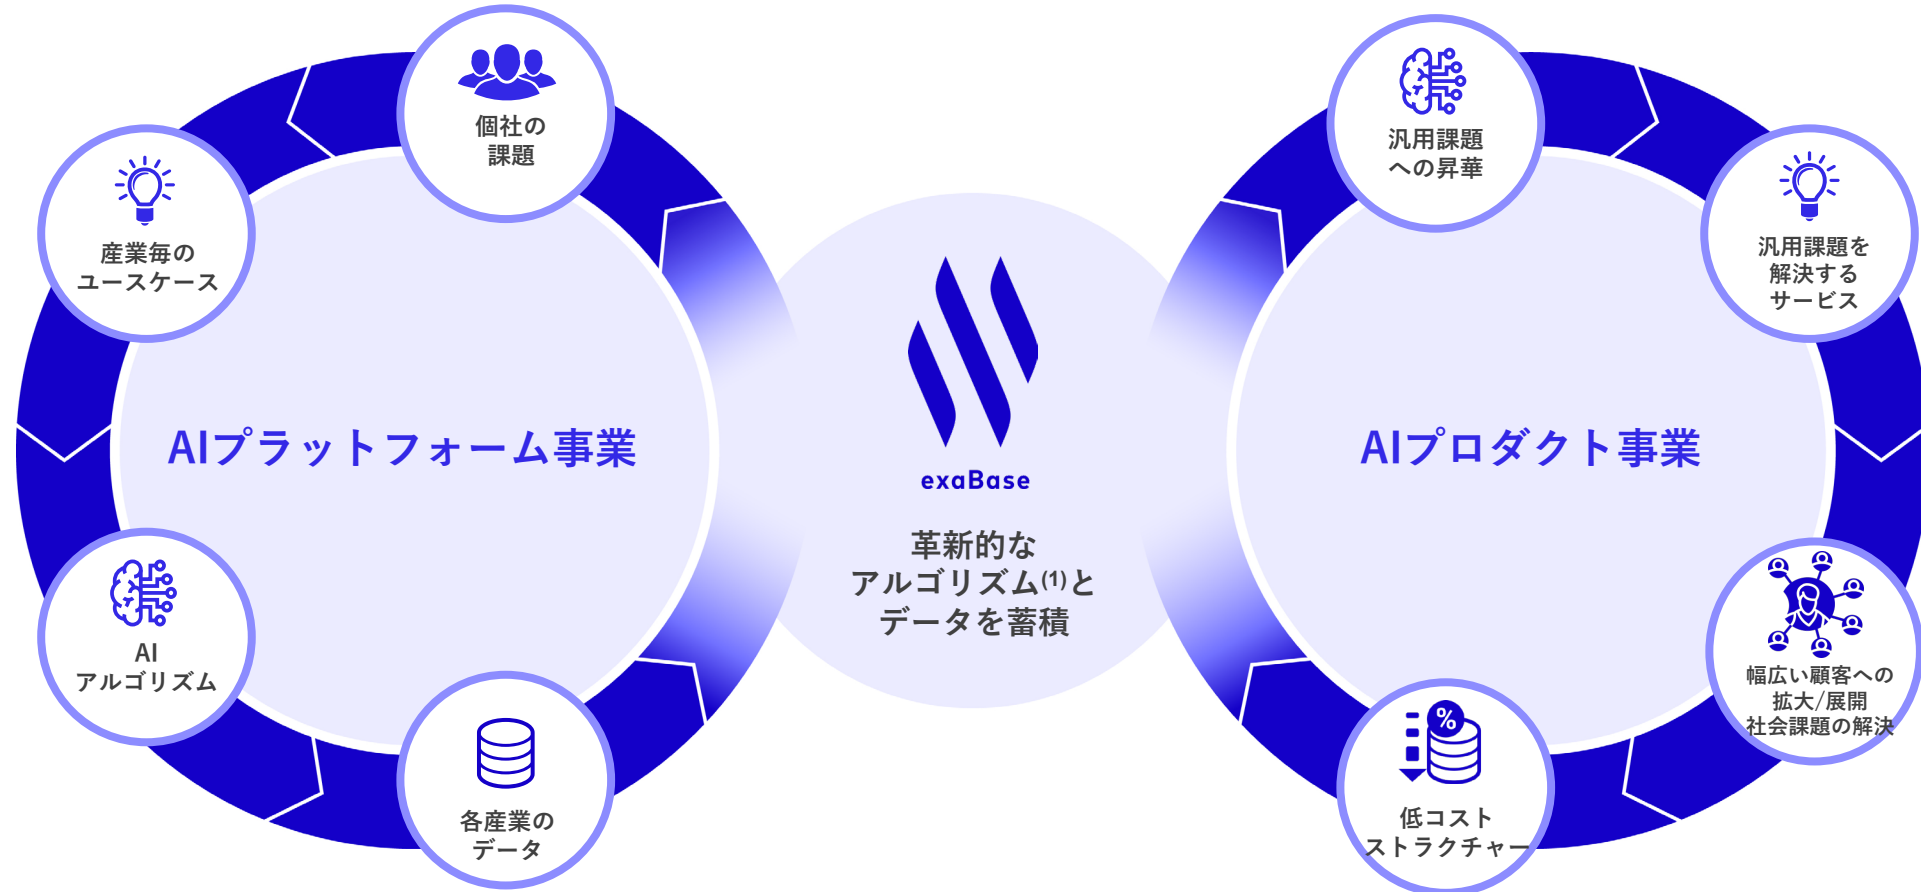 個社の
課題
産業毎の
ユースケース
AIプラットフォーム事業
AI
アルゴリズム
各産業の
データ
exaBase
革新的な
アルゴリズム(1)と
データを蓄積
汎用課題
への昇華
汎用課題を
解決する
サービス
AIプロダクト事業
幅広い顧客への
拡大/展開
社会課題の解決
%
低コスト
ストラクチャー